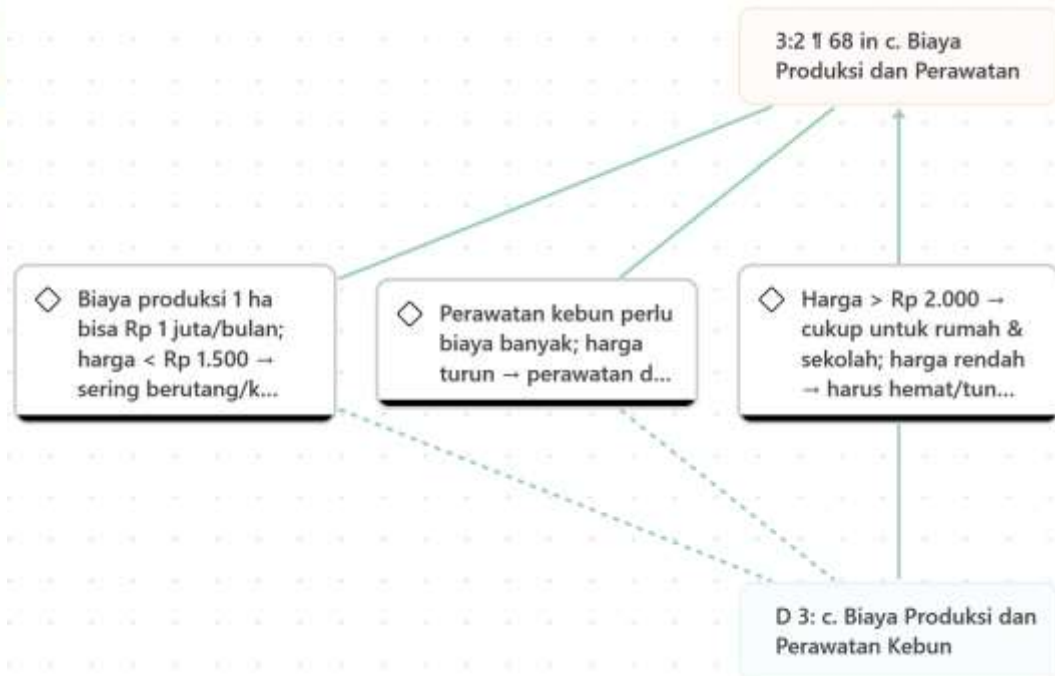 3:2 ¶ 68 in c. Biaya
Produksi dan Perawatan
Biaya produksi 1 ha
bisa Rp 1 juta/bulan;
harga < Rp 1.500 →
sering berutang/k...
Perawatan kebun perlu
biaya banyak; harga
turun → perawatan d...
Harga > Rp 2.000 →
cukup untuk rumah &
sekolah; harga rendah
→ harus hemat/tun...
D 3: c. Biaya Produksi dan
Perawatan Kebun